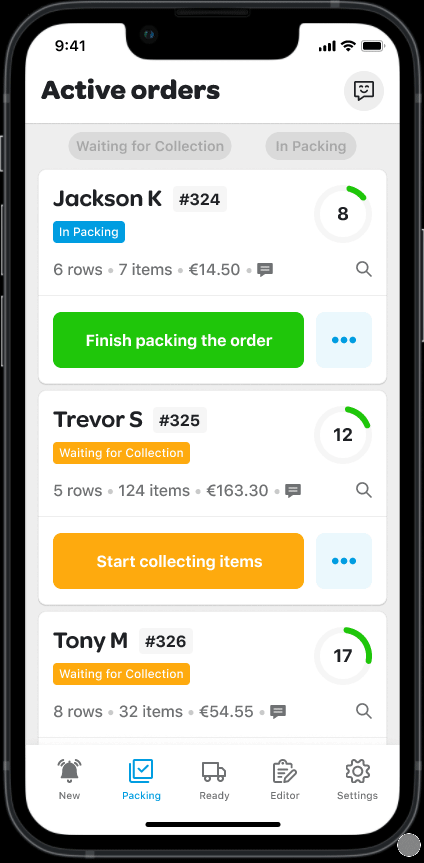 9:41
Active orders
Waiting for Collection In Packing
Jackson K #324
8
In Packing
6 rows • 7 items • €14.50 •
Finish packing the order
Trevor S #325
12
Waiting for Collection
5 rows • 124 items • €163.30 •
Start collecting items
Tony M #326
17
Waiting for Collection
8 rows • 32 items • €54.55 •
New Packing Ready Editor Settings